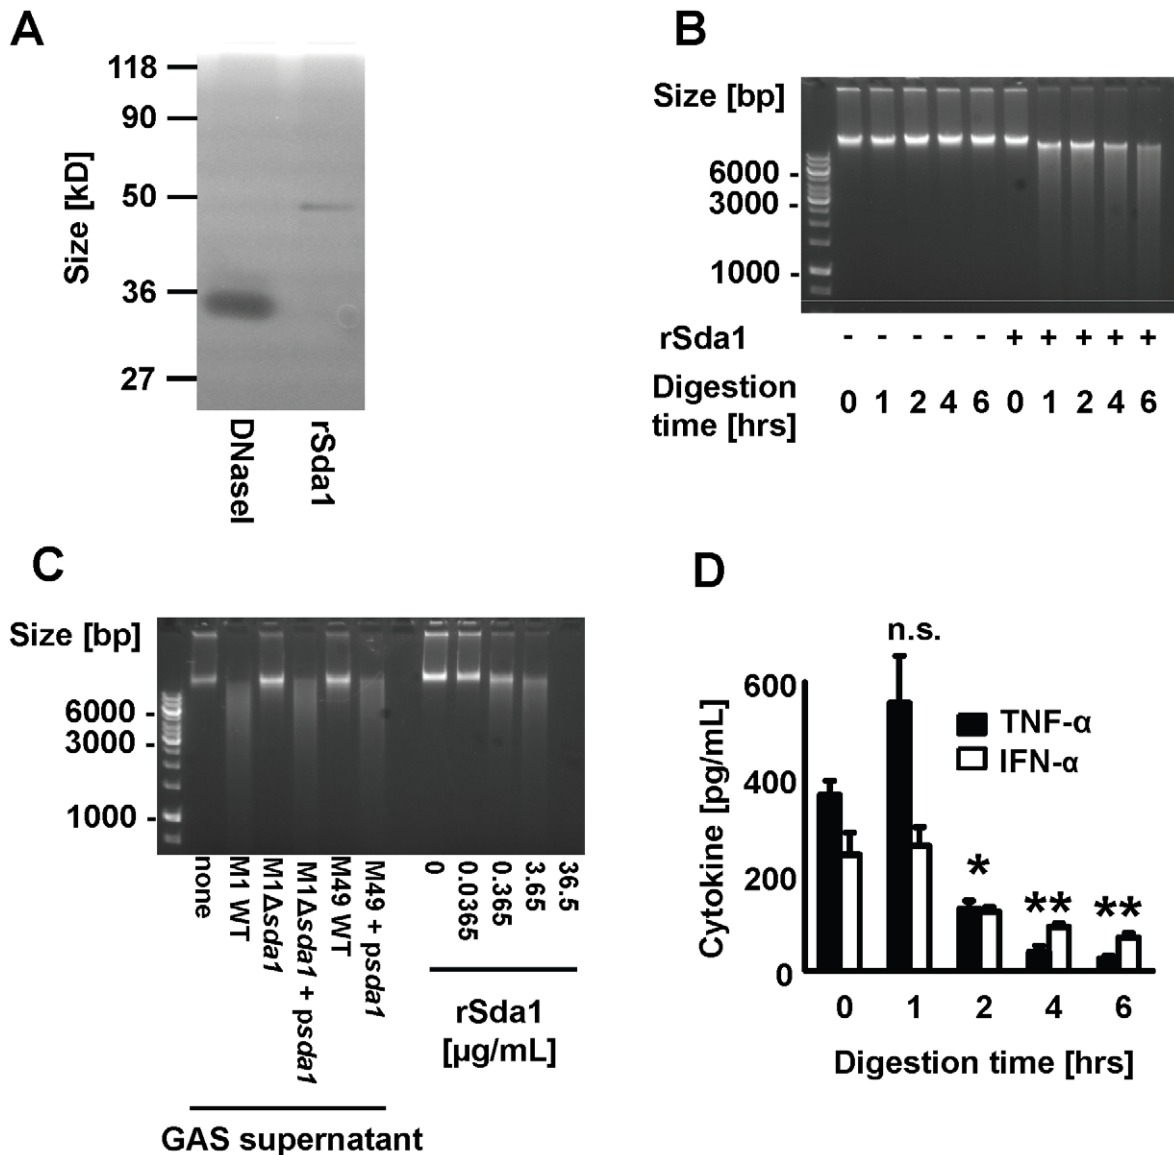 A
118
90
50
36
27
Size [kD]
DNaseI
rSda1
B
Size [bp]
6000 -
3000 -
1000 -
rSda1 - - - - - + + + + +
Digestion
time [hrs] 0 1 2 4 6 0 1 2 4 6
C
Size [bp]
6000 -
3000 -
1000 -
none
M1 WT
M1Δsda1
M1Δsda1 + psda1
M49 WT
M49 + psda1
0
0.0365
0.365
3.65
36.5
rSda1
[µg/mL]
GAS supernatant
D
n.s.
600
400
200
0
Cytokine [pg/mL]
TNF-α
IFN-α
*
**
**
0 1 2 4 6
Digestion time [hrs]